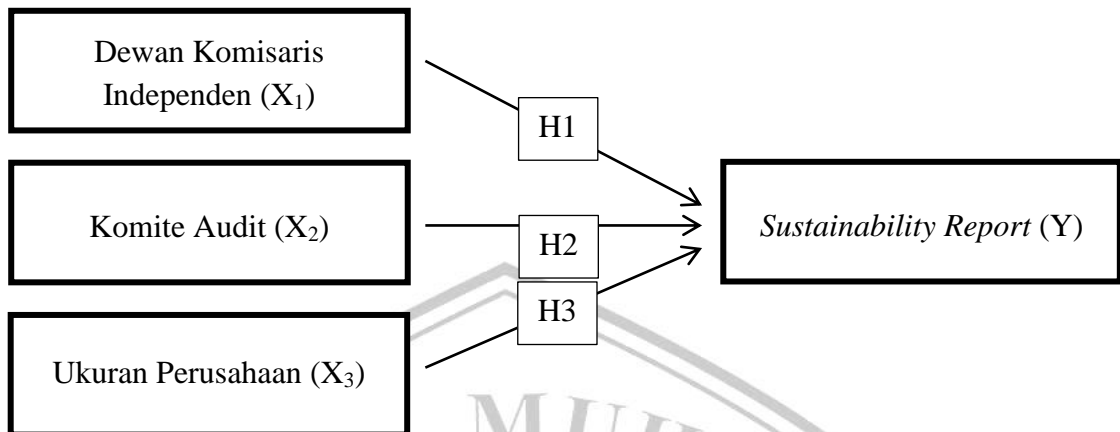 Dewan Komisaris
Independen (X₁)
H1
Komite Audit (X₂)
H2
Sustainability Report (Y)
H3
Ukuran Perusahaan (X₃)